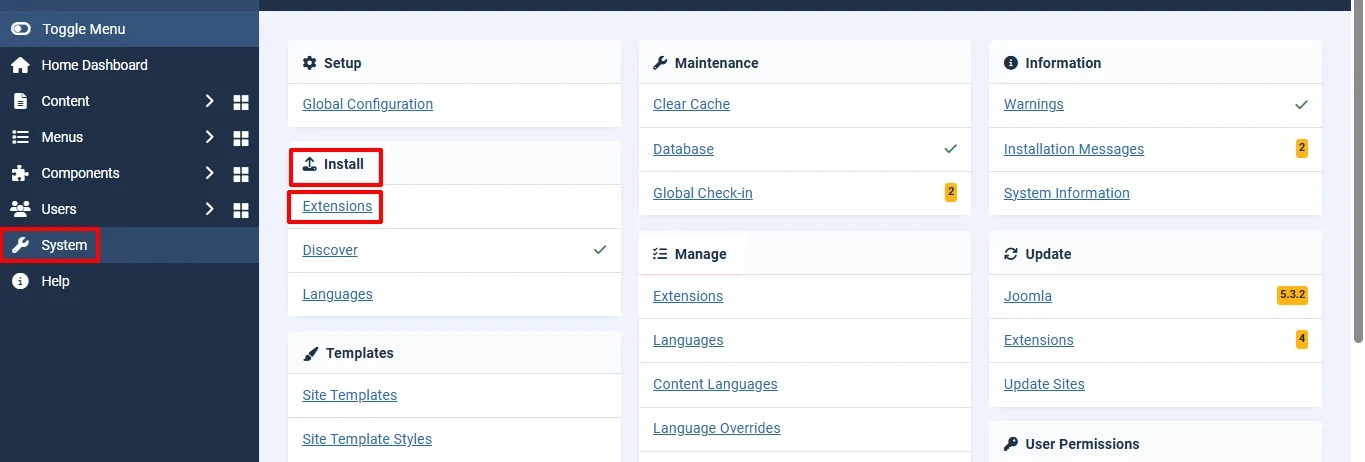 Toggle Menu
Home Dashboard
Content
Menus
Components
Users
System
Help
Setup
Global Configuration
Install
Extensions
Discover
Languages
Templates
Site Templates
Site Template Styles
Maintenance
Clear Cache
Database
Global Check-in 2
Manage
Extensions
Languages
Content Languages
Language Overrides
Information
Warnings
Installation Messages 2
System Information
Update
Joomla 5.3.2
Extensions 4
Update Sites
User Permissions